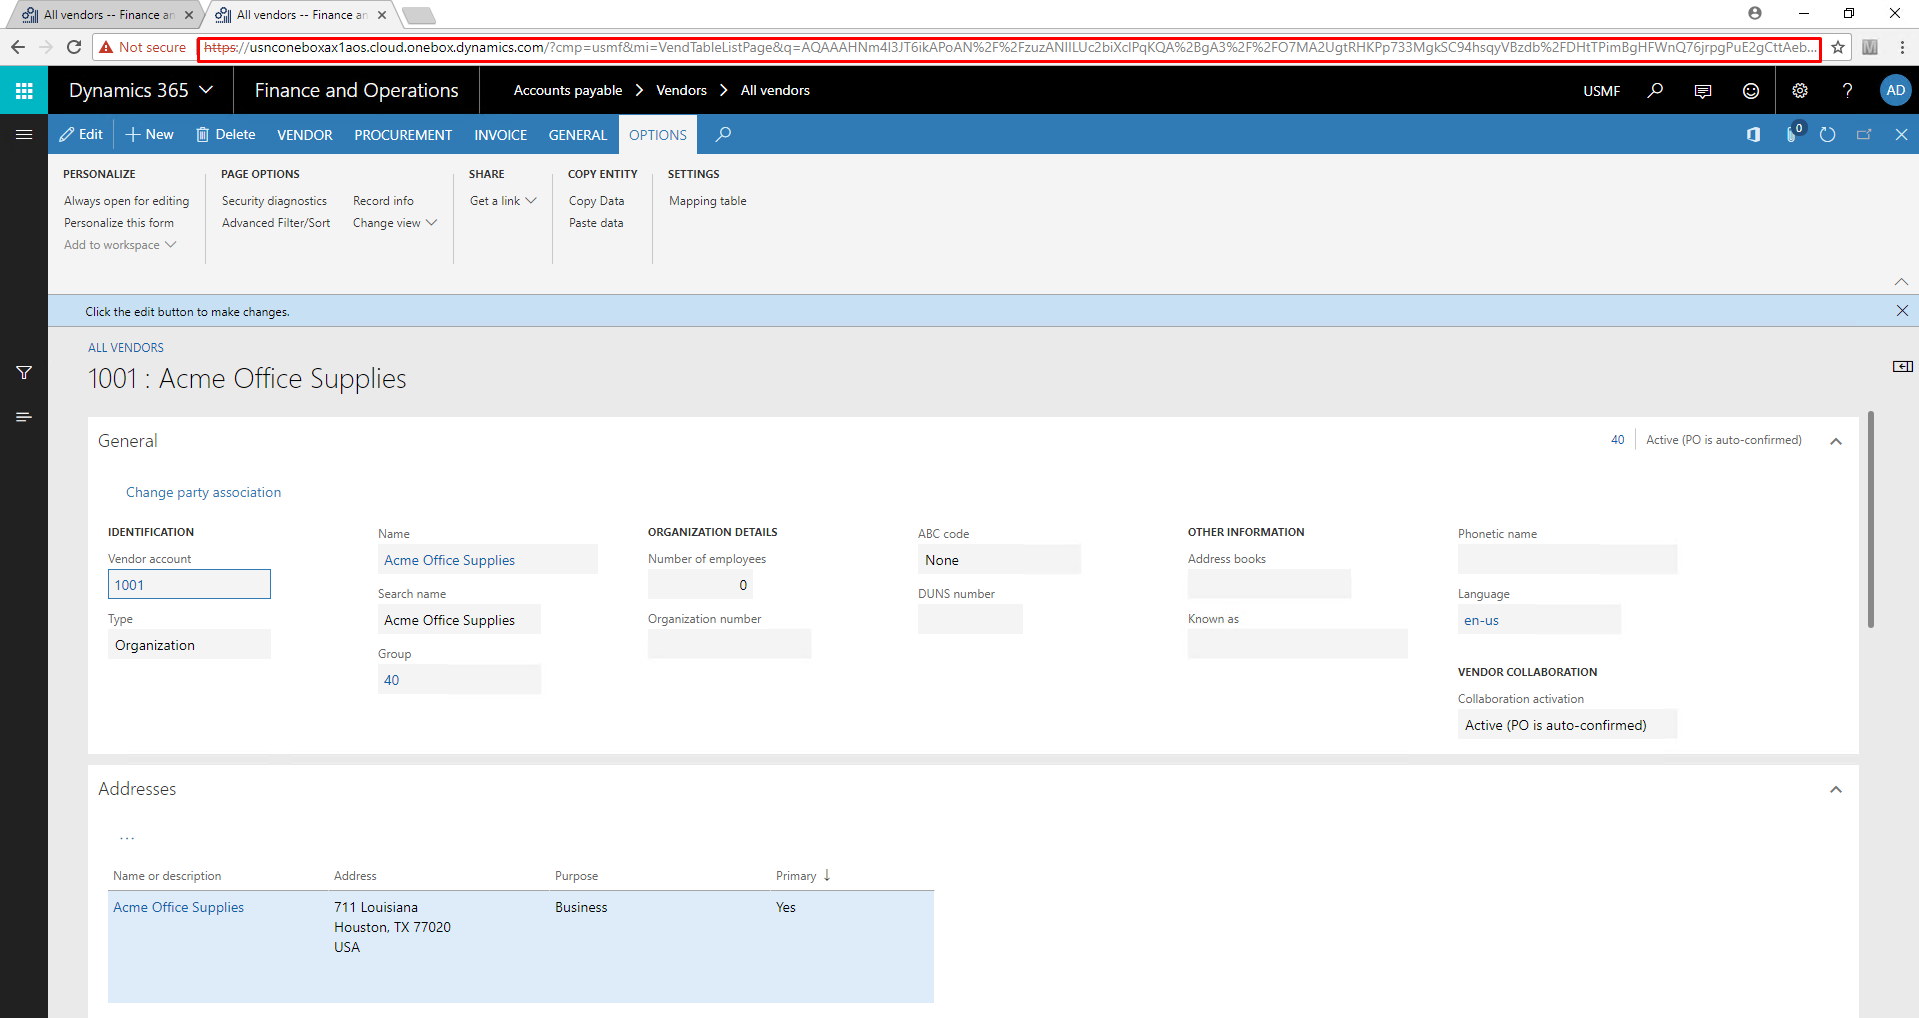 All vendors -- Finance an
All vendors -- Finance an
Not secure
https://usnconeboxax1aos.cloud.onebox.dynamics.com/?cmp=usmf&mi=VendTableListPage&q=
Dynamics 365
Finance and Operations
Accounts payable > Vendors > All vendors
USMF
? AD
Edit
New
Delete
VENDOR
PROCUREMENT
INVOICE
GENERAL
OPTIONS
0
PERSONALIZE
Always open for editing
Personalize this form
Add to workspace
PAGE OPTIONS
Security diagnostics
Advanced Filter/Sort
Record info
Change view
SHARE
Get a link
COPY ENTITY
Copy Data
Paste data
SETTINGS
Mapping table
Click the edit button to make changes.
ALL VENDORS
1001 : Acme Office Supplies
General
40
Active (PO is auto-confirmed)
Change party association
IDENTIFICATION
Vendor account
1001
Type
Organization
Name
Acme Office Supplies
Search name
Acme Office Supplies
Group
40
ORGANIZATION DETAILS
Number of employees
0
Organization number
ABC code
None
DUNS number
OTHER INFORMATION
Address books
Known as
Phonetic name
Language
en-us
VENDOR COLLABORATION
Collaboration activation
Active (PO is auto-confirmed)
Addresses
...
Name or description
Address
Purpose
Primary ↓
Acme Office Supplies
711 Louisiana
Houston, TX 77020
USA
Business
Yes